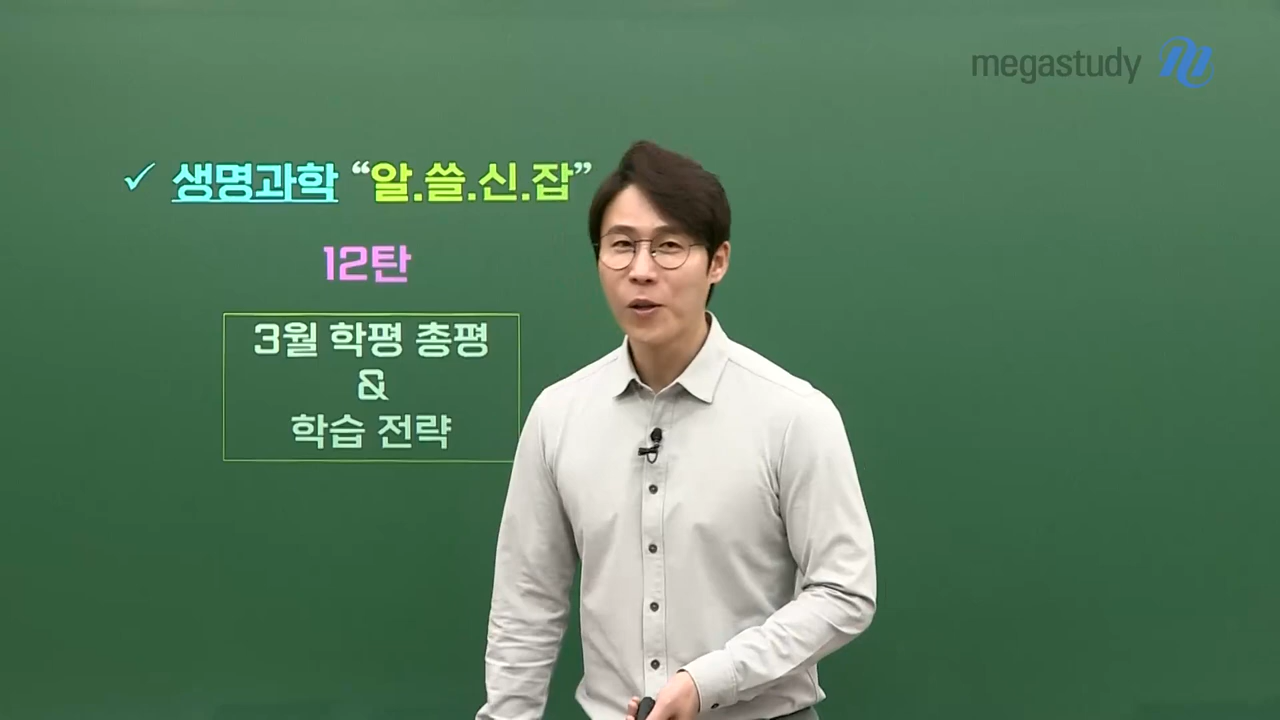 megastudy
✓ 생명과학 “알.쓸.신.잡”
12탄
3월 학평 총평
&
학습 전략